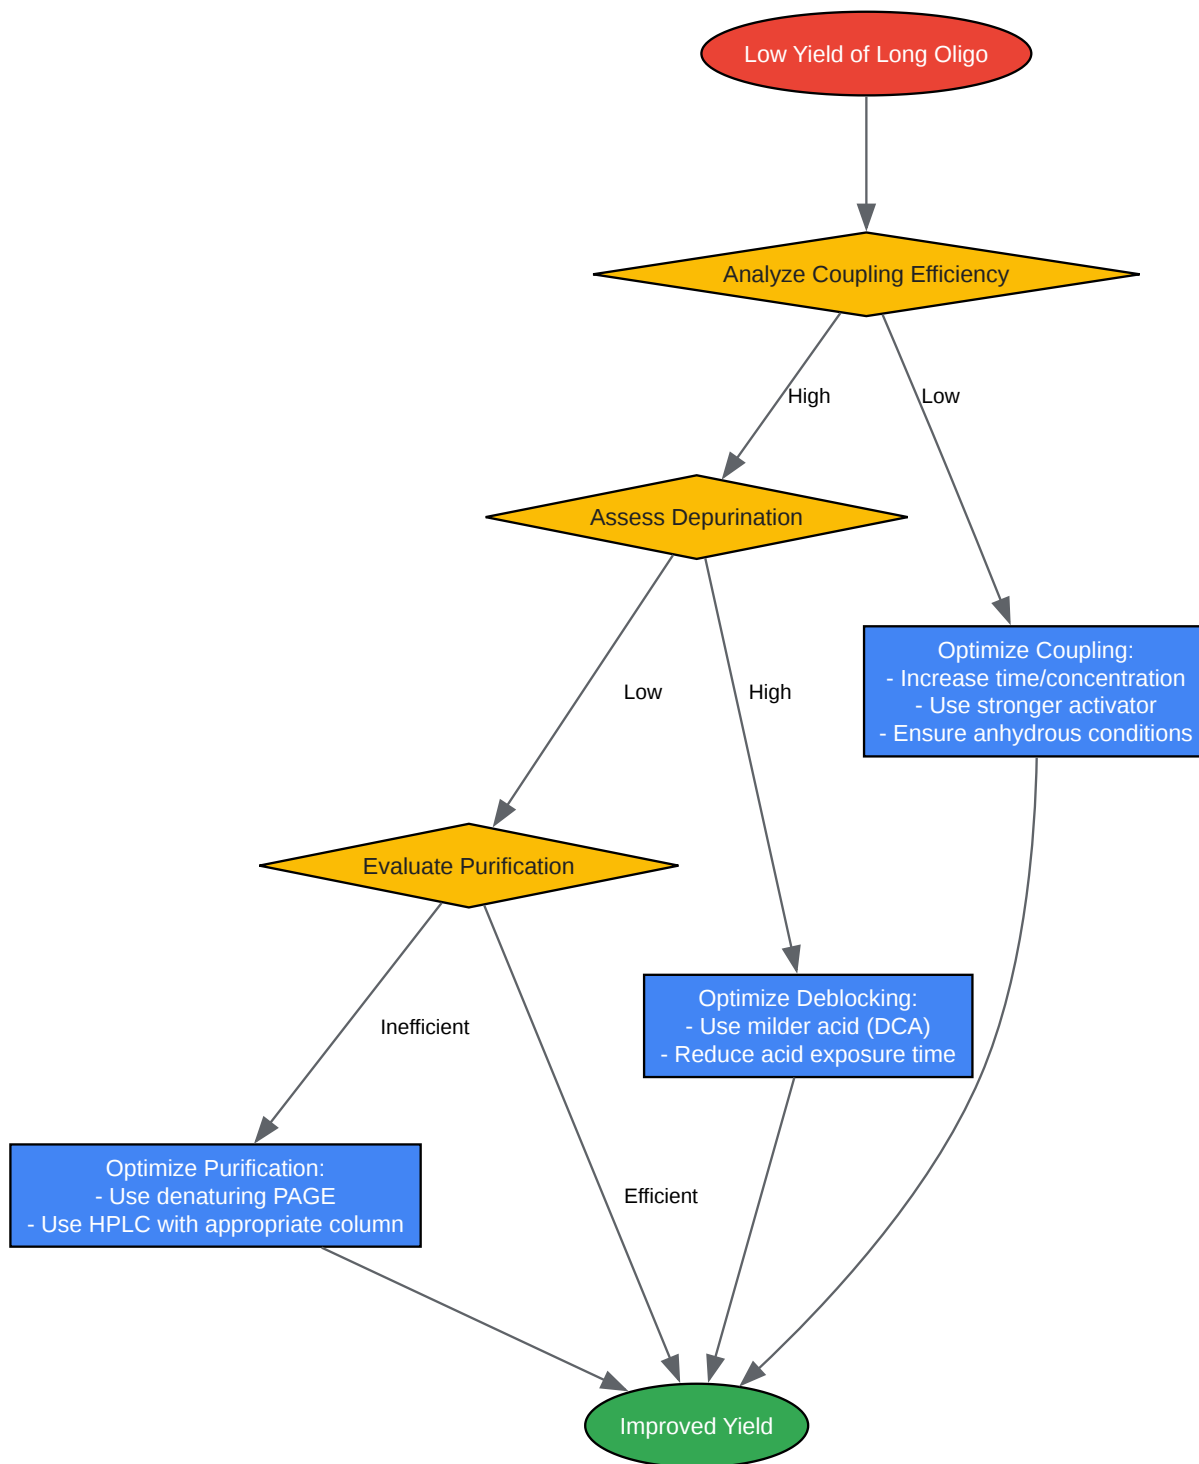 Low Yield of Long Oligo
Analyze Coupling Efficiency
High
Low
Assess Depurination
Optimize Coupling:
- Increase time/concentration
- Use stronger activator
- Ensure anhydrous conditions
Low
High
Evaluate Purification
Optimize Deblocking:
- Use milder acid (DCA)
- Reduce acid exposure time
Inefficient
Optimize Purification:
- Use denaturing PAGE
- Use HPLC with appropriate column
Efficient
Improved Yield